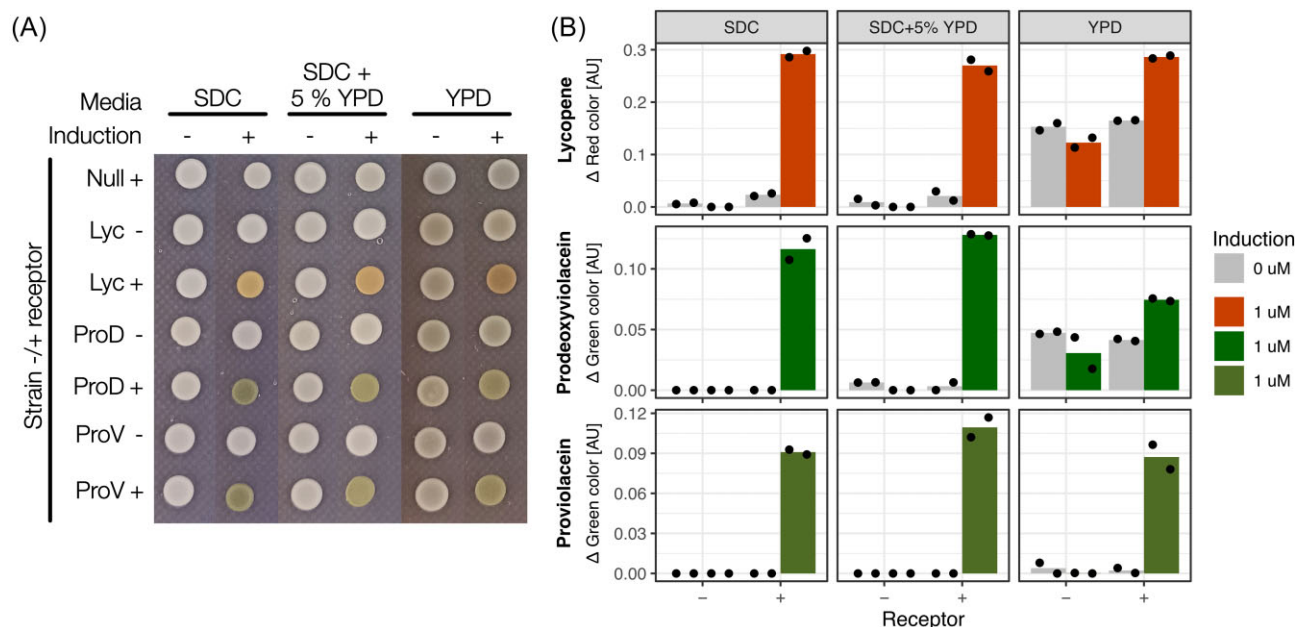 (A)
SDC +
Media SDC 5 % YPD YPD
Induction - + - + - +
Strain -/+ receptor
Null +
Lyc -
Lyc +
ProD -
ProD +
ProV -
ProV +
(B)
SDC SDC+5% YPD YPD
Lycopene
Δ Red color [AU]
0.3
0.2
0.1
0.0
Prodeoxyviolacein
Δ Green color [AU]
0.10
0.05
0.00
Proviolacein
Δ Green color [AU]
0.12
0.09
0.06
0.03
0.00
− + − + − +
Receptor
Induction
0 uM
1 uM
1 uM
1 uM